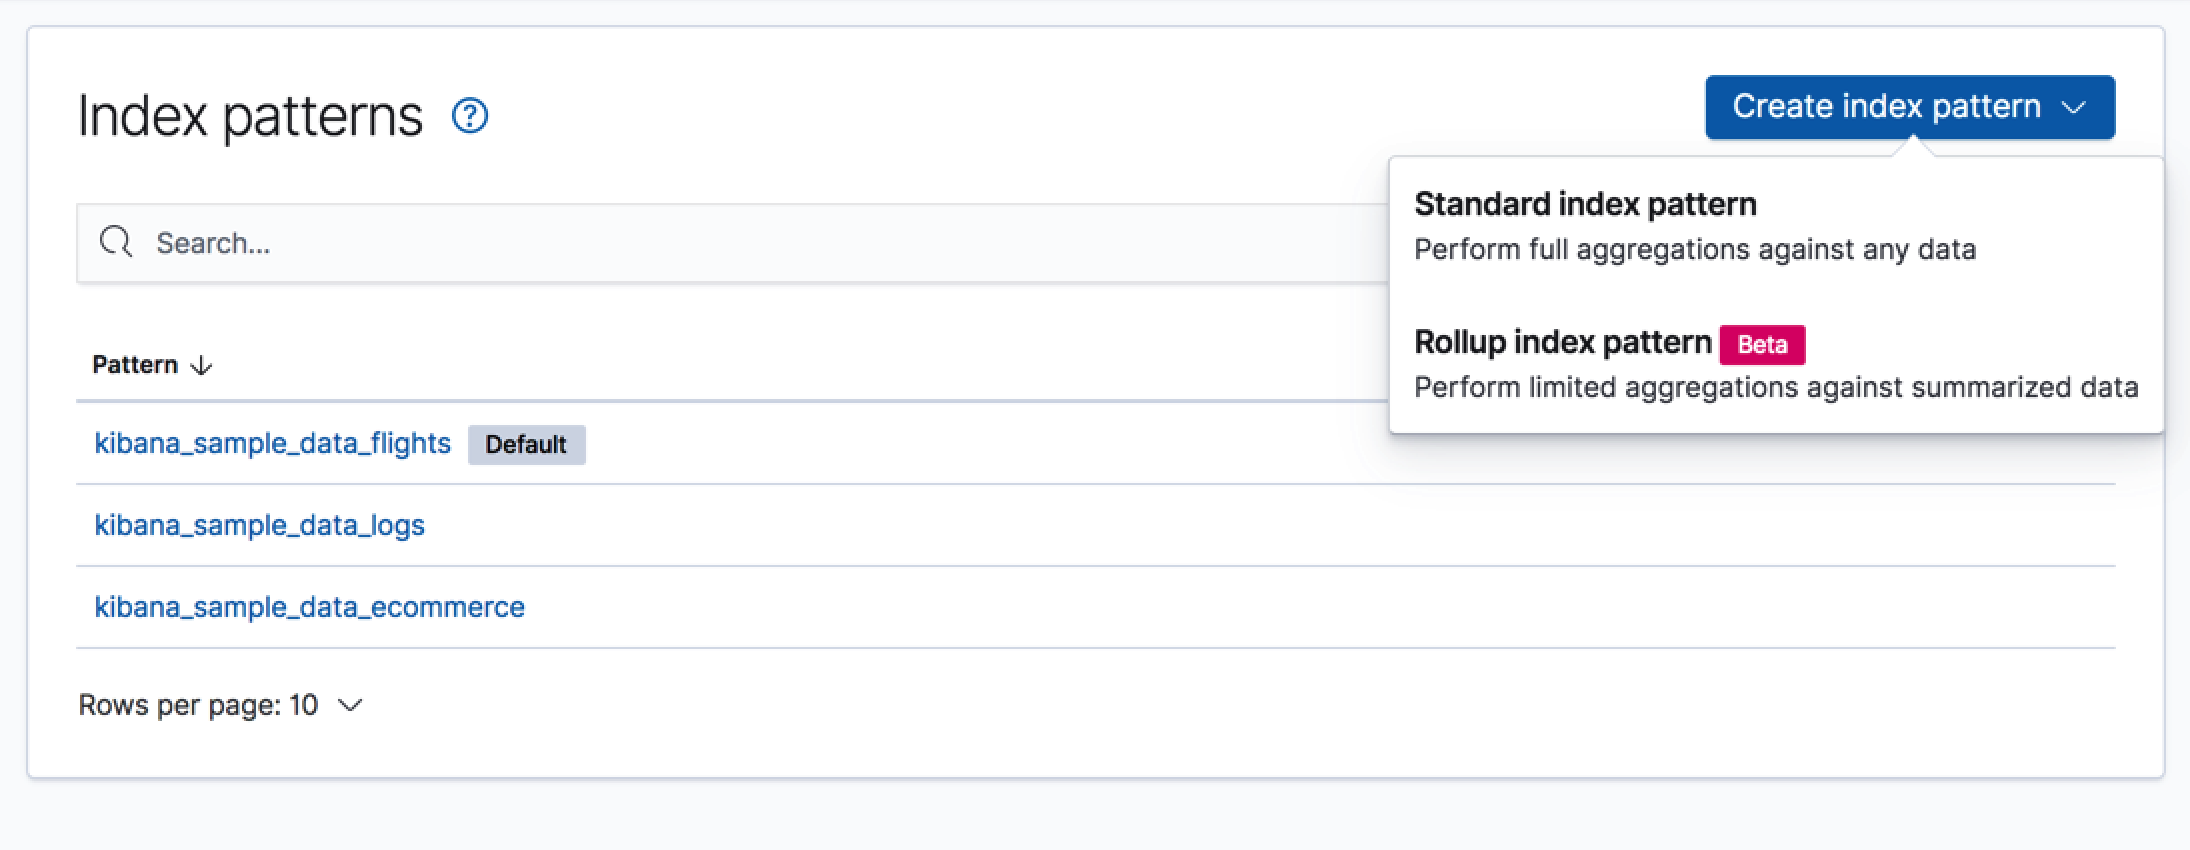 Index patterns
Create index pattern
Standard index pattern
Perform full aggregations against any data
Search...
Rollup index pattern Beta
Perform limited aggregations against summarized data
Pattern
kibana_sample_data_flights Default
kibana_sample_data_logs
kibana_sample_data_ecommerce
Rows per page: 10